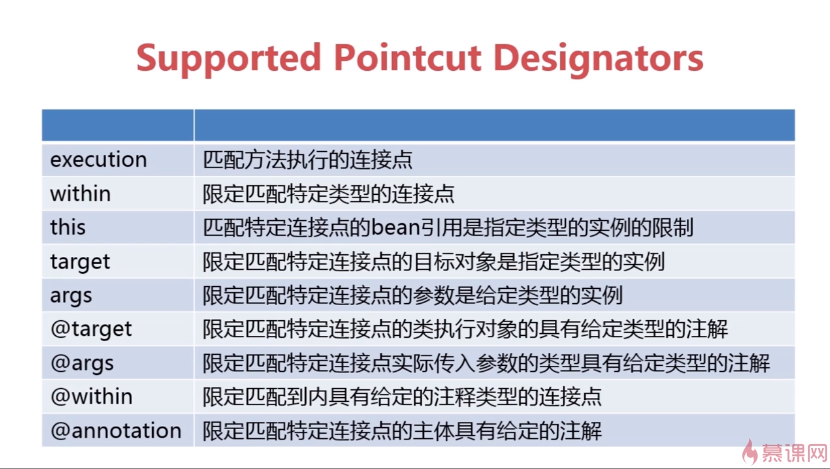 Supported Pointcut Designators
execution 匹配方法执行的连接点
within 限定匹配特定类型的连接点
this 匹配特定连接点的bean引用是指定类型的实例的限制
target 限定匹配特定连接点的目标对象是指定类型的实例
args 限定匹配特定连接点的参数是给定类型的实例
@target 限定匹配特定连接点的类执行对象的具有给定类型的注解
@args 限定匹配特定连接点实际传入参数的类型具有给定类型的注解
@within 限定匹配到内具有给定的注释类型的连接点
@annotation 限定匹配特定连接点的主体具有给定的注解
慕课网